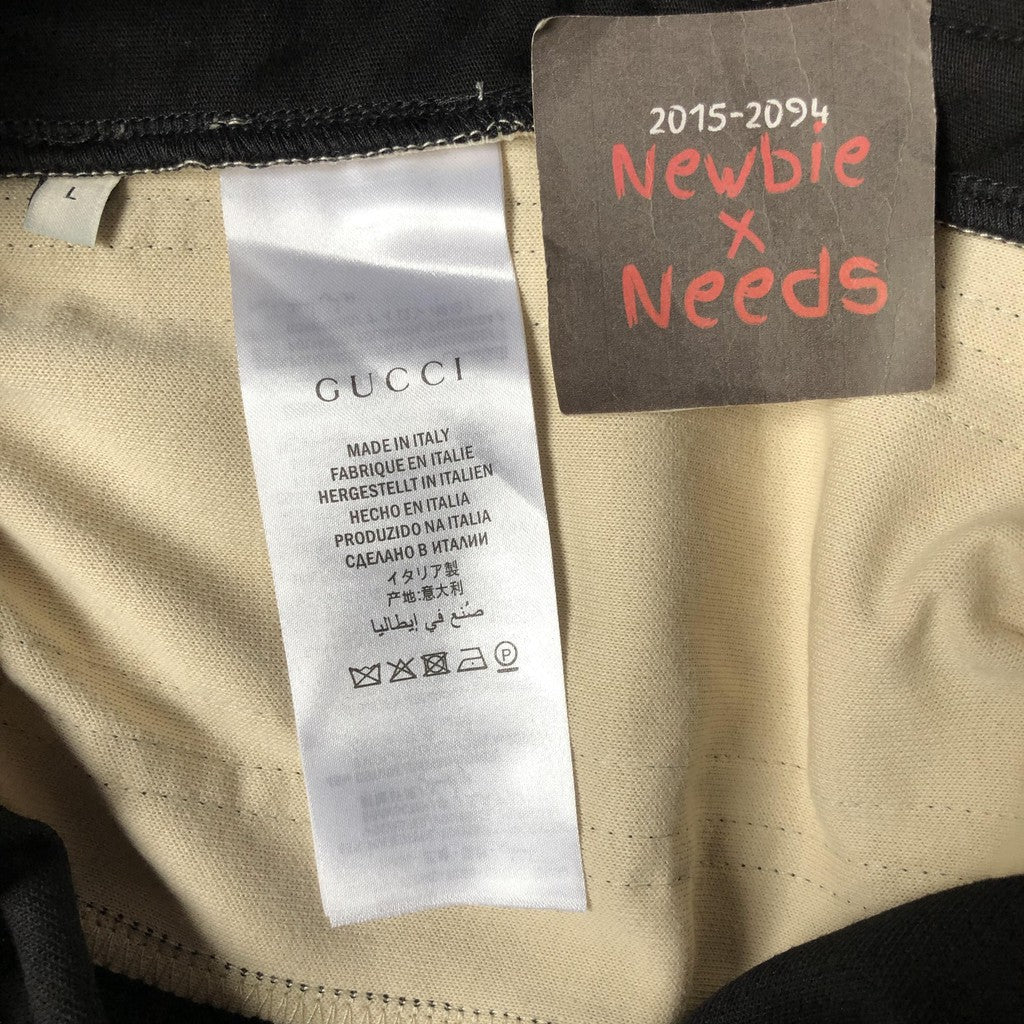 2015-2094
Newbie
x
Needs
L
GUCCI
MADE IN ITALY
FABRIQUE EN ITALIE
HERGESTELLT IN ITALIEN
HECHO EN ITALIA
PRODUZIDO NA ITALIA
СДЕЛАНО В ИТАЛИИ
イタリア製
产地:意大利
صُنع في إيطاليا
P